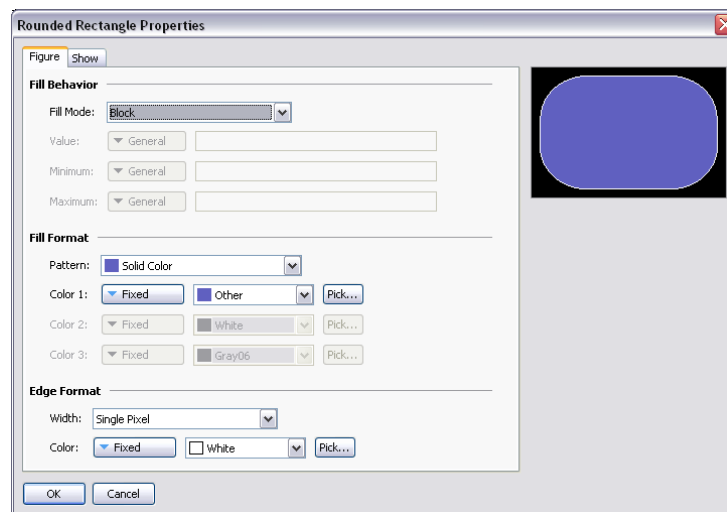 Rounded Rectangle Properties
Figure Show
Fill Behavior
Fill Mode: Block
Value: General
Minimum: General
Maximum: General
Fill Format
Pattern: Solid Color
Color 1: Fixed Other Pick...
Color 2: Fixed White Pick...
Color 3: Fixed Gray06 Pick...
Edge Format
Width: Single Pixel
Color: Fixed White Pick...
OK Cancel